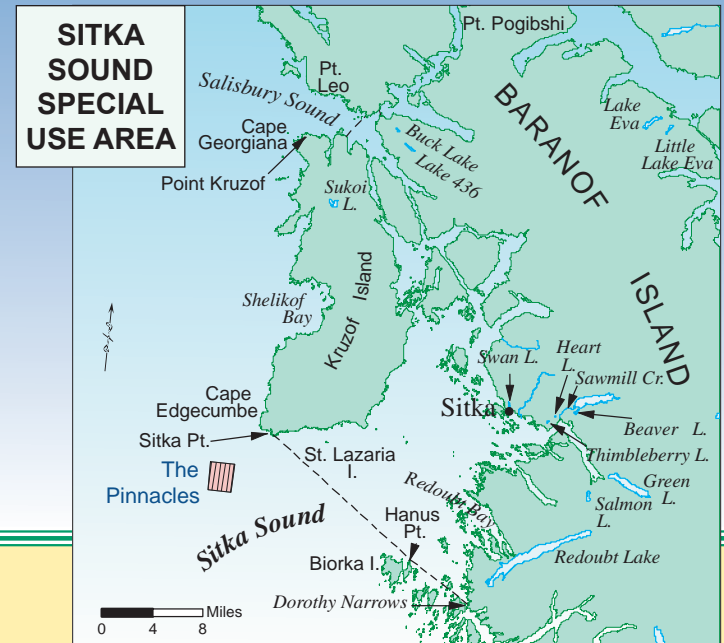 SITKA
SOUND
SPECIAL
USE AREA
Pt. Pogibshi
Pt.
Leo
Salisbury Sound
Cape
Georgiana
Point Kruzof
Buck Lake
Lake 436
BARANOF
ISLAND
Lake
Eva
Little
Lake Eva
Sukoi
L.
Shelikof
Bay
Kruzof Island
Swan L.
Heart
L.
Sawmill Cr.
Sitka
Beaver L.
Thimbleberry L.
Cape
Edgecumbe
Sitka Pt.
The
Pinnacles
St. Lazaria
I.
Redoubt Bay
Green
L.
Salmon
L.
Sitka Sound
Hanus
Pt.
Biorka I.
Redoubt Lake
Dorothy Narrows
Miles
0 4 8